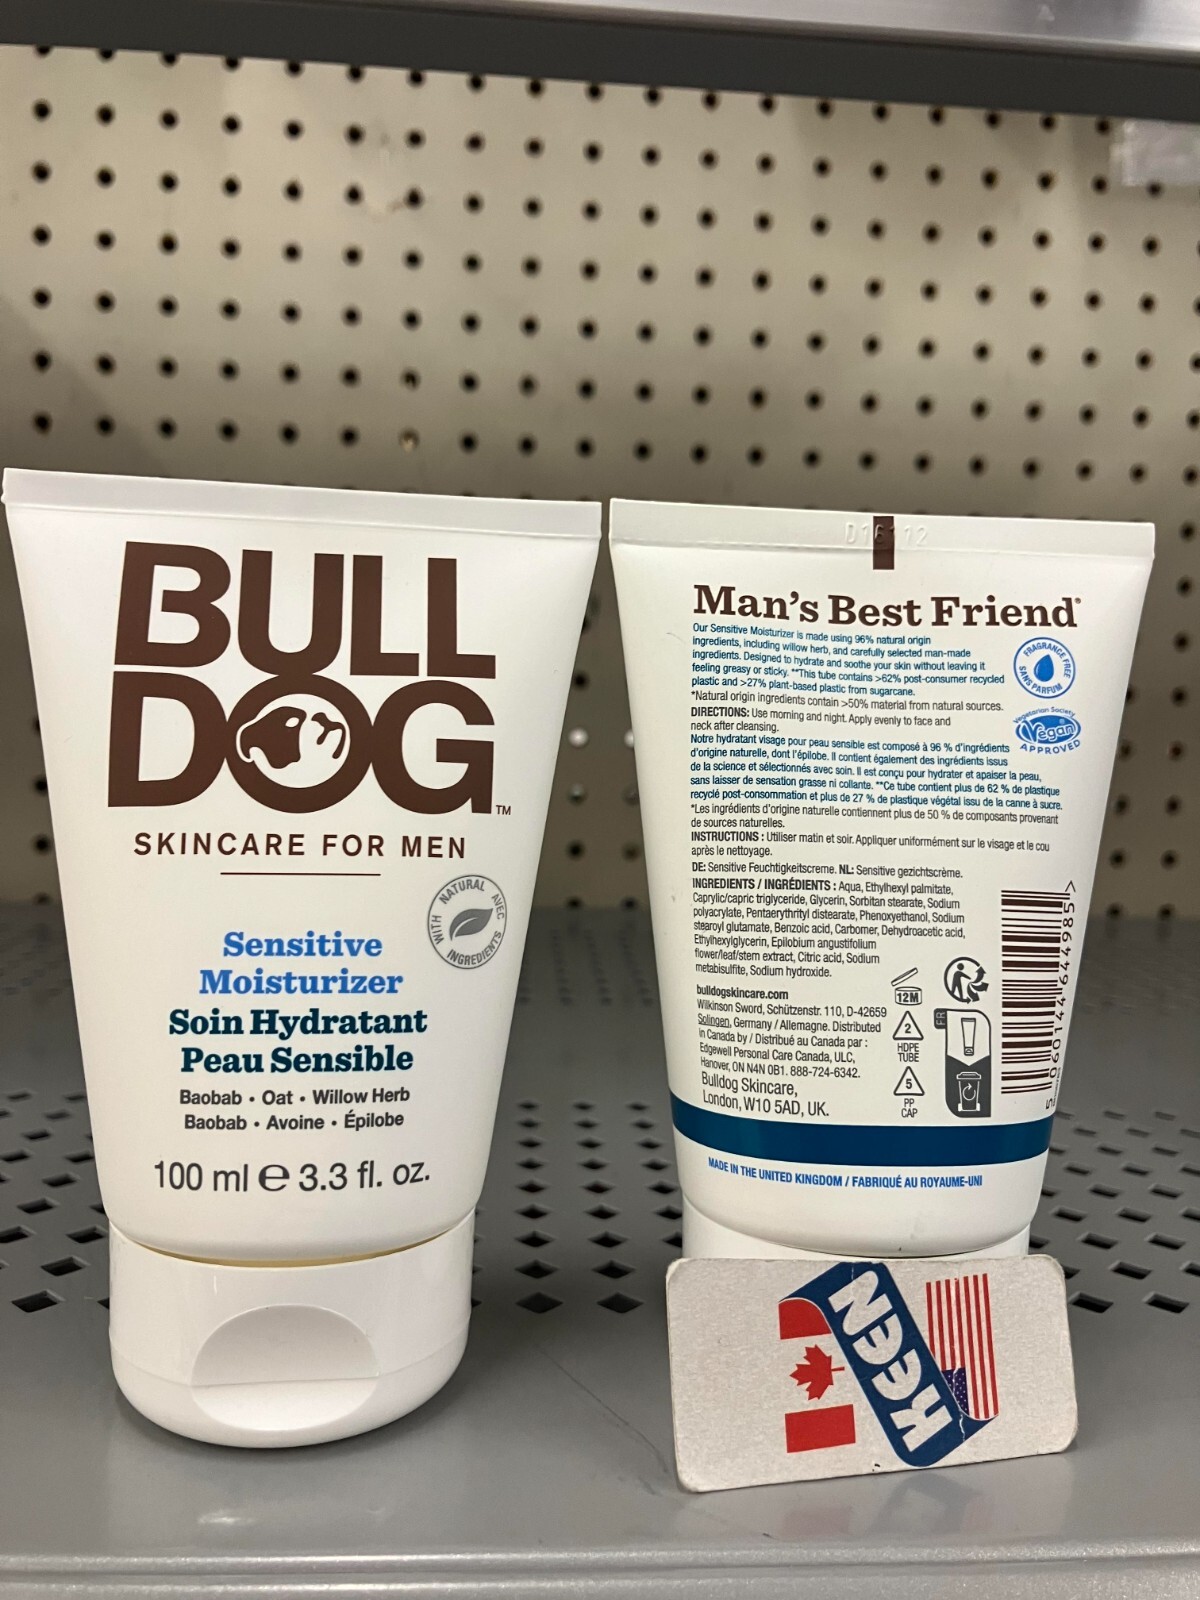 BULL
DOG™
SKINCARE FOR MEN
WITH NATURAL AVEC INGREDIENTS
Sensitive
Moisturizer
Soin Hydratant
Peau Sensible
Baobab • Oat • Willow Herb
Baobab • Avoine • Épilobe
100 ml e 3.3 fl. oz.
Man's Best Friend®
Our Sensitive Moisturizer is made using 96% natural origin
ingredients, including willow herb, and carefully selected man-made
ingredients. Designed to hydrate and soothe your skin without leaving it
feeling greasy or sticky. **This tube contains >62% post-consumer recycled
plastic and >27% plant-based plastic from sugarcane.
*Natural origin ingredients contain >50% material from natural sources.
DIRECTIONS: Use morning and night. Apply evenly to face and
neck after cleansing.
Notre hydratant visage pour peau sensible est composé à 96 % d'ingrédients
d'origine naturelle, dont l'épilobe. Il contient également des ingrédients issus
de la science et sélectionnés avec soin. Il est conçu pour hydrater et apaiser la peau,
sans laisser de sensation grasse ni collante. **Ce tube contient plus de 62 % de plastique
recyclé post-consommation et plus de 27 % de plastique végétal issu de la canne à sucre.
*Les ingrédients d'origine naturelle contiennent plus de 50 % de composants provenant
de sources naturelles.
INSTRUCTIONS : Utiliser matin et soir. Appliquer uniformément sur le visage et le cou
après le nettoyage.
DE: Sensitive Feuchtigkeitscreme. NL: Sensitive gezichtscrème.
INGREDIENTS / INGRÉDIENTS : Aqua, Ethylhexyl palmitate,
Caprylic/capric triglyceride, Glycerin, Sorbitan stearate, Sodium
polyacrylate, Pentaerythrityl distearate, Phenoxyethanol, Sodium
stearoyl glutamate, Benzoic acid, Carbomer, Dehydroacetic acid,
Ethylhexylglycerin, Epilobium angustifolium
flower/leaf/stem extract, Citric acid, Sodium
metabisulfite, Sodium hydroxide.
bulldogskincare.com
Wilkinson Sword, Schützenstr. 110, D-42659
Solingen, Germany / Allemagne. Distributed
in Canada by / Distribué au Canada par :
Edgewell Personal Care Canada, ULC,
Hanover, ON N4N 0B1. 888-724-6342.
Bulldog Skincare,
London, W10 5AD, UK.
FRAGRANCE FREE
SANS PARFUM
Vegetarian Society
Vegan
APPROVED
12M
2
HDPE
TUBE
5
PP
CAP
FR
5 060144 644985 >
MADE IN THE UNITED KINGDOM / FABRIQUÉ AU ROYAUME-UNI
KEEN